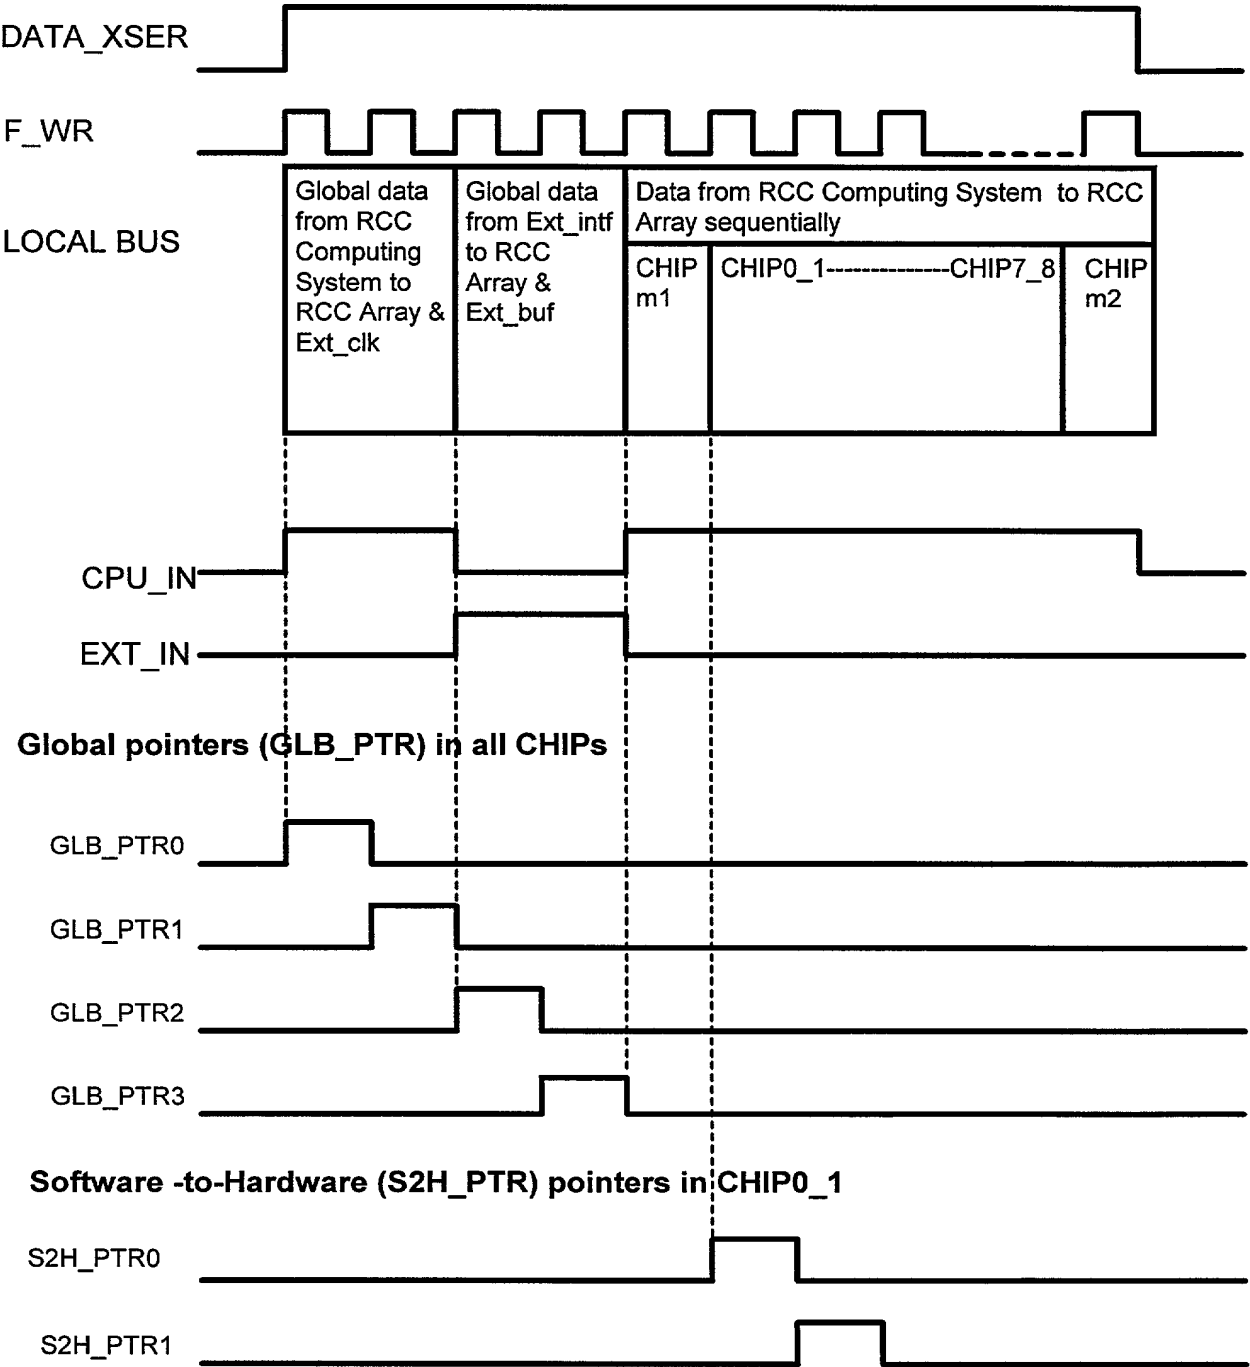 DATA_XSER
F_WR
LOCAL BUS
Global data
from RCC
Computing
System to
RCC Array &
Ext_clk
Global data
from Ext_intf
to RCC
Array &
Ext_buf
Data from RCC Computing System to RCC
Array sequentially
CHIP
m1
CHIP0_1---------------CHIP7_8
CHIP
m2
CPU_IN
EXT_IN
Global pointers (GLB_PTR) in all CHIPs
GLB_PTR0
GLB_PTR1
GLB_PTR2
GLB_PTR3
Software -to-Hardware (S2H_PTR) pointers in CHIP0_1
S2H_PTR0
S2H_PTR1